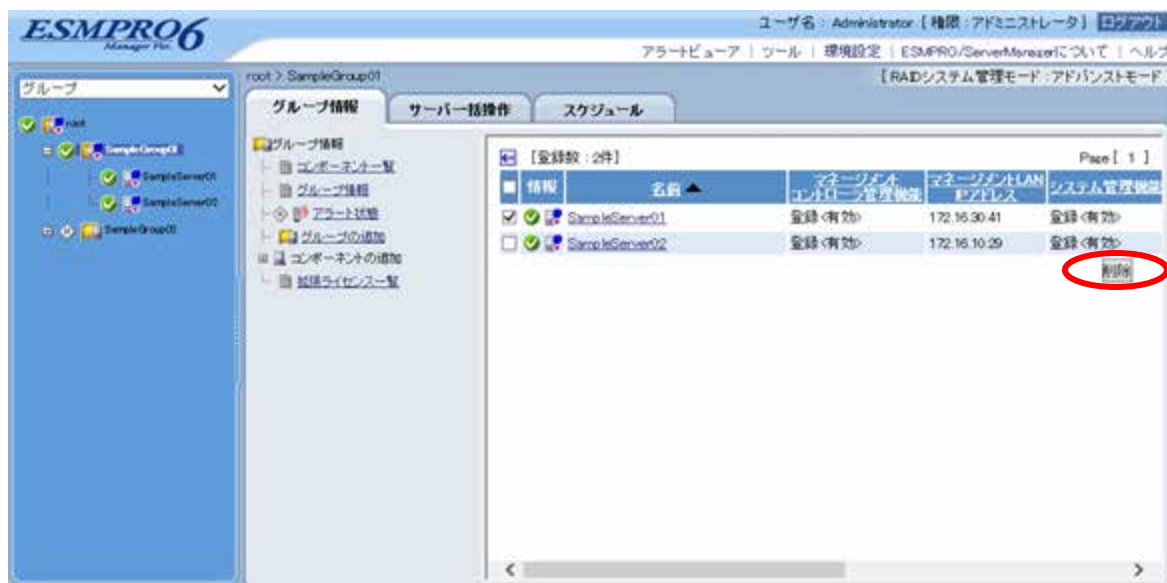 ESMPRO6
Manager Ver.
ユーザ名 : Administrator [ 権限 : アドミニストレータ ] ログアウト
アラートビューア | ツール | 環境設定 | ESMPRO/ServerManagerについて | ヘルプ
グループ
root > SampleGroup01
[ RAIDシステム管理モード : アドバンストモード
グループ情報
サーバ一括操作
スケジュール
root
SampleGroup01
SampleServer01
SampleServer02
グループ情報
コンポーネント一覧
グループ情報
アラート状態
グループの追加
コンポーネントの追加
拡張ライセンス一覧
[登録数 : 2件]
Page [ 1 ]
情報 名前▲ マネージメント コントローラ管理機能 マネージメントLAN IPアドレス システム管理機能
SampleServer01 登録<有効> 172.16.30.41 登録<有効>
SampleServer02 登録<有効> 172.16.10.29 登録<有効>
削除